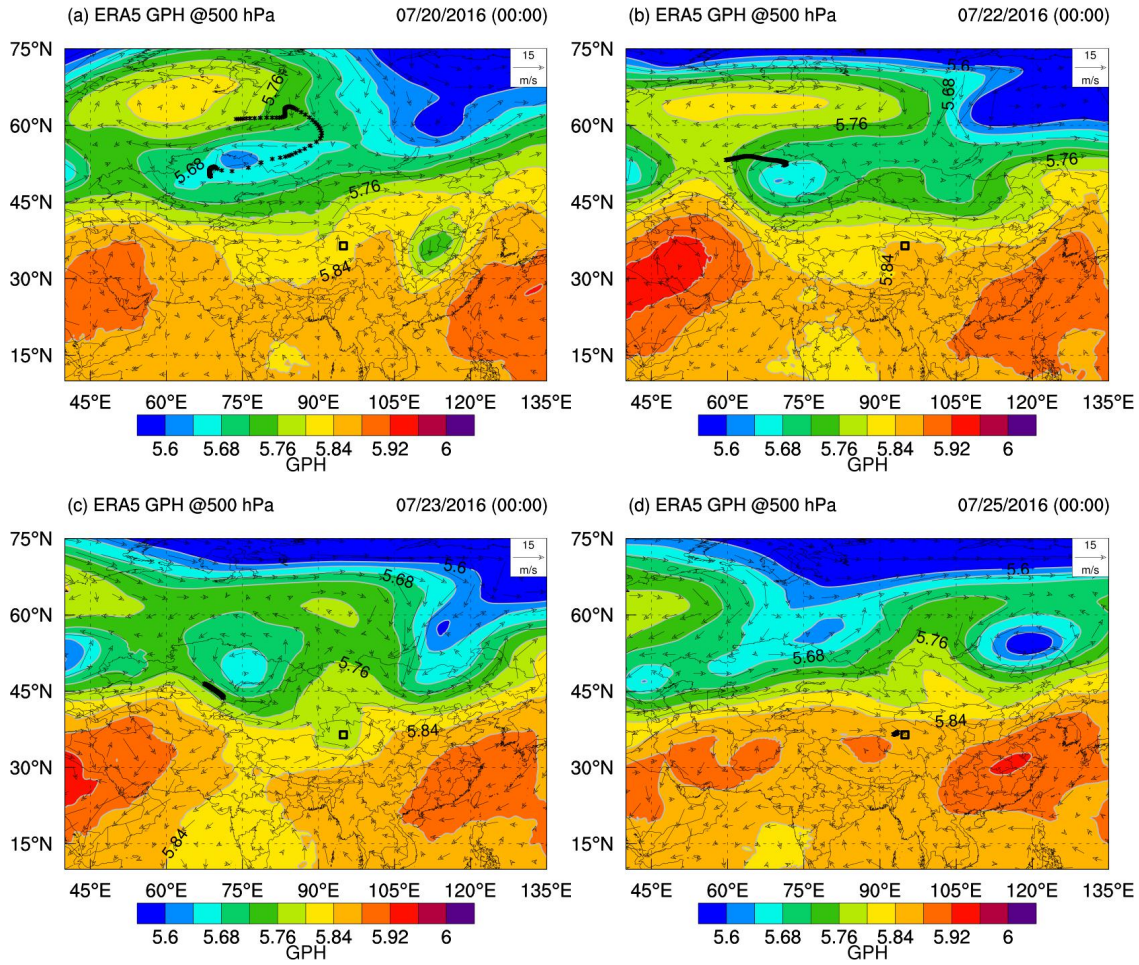 (a) ERA5 GPH @500 hPa 07/20/2016 (00:00)
75°N
60°N
45°N
30°N
15°N
15
m/s
5.76
5.68
5.76
5.84
45°E 60°E 75°E 90°E 105°E 120°E 135°E
5.6 5.68 5.76 5.84 5.92 6
GPH
(b) ERA5 GPH @500 hPa 07/22/2016 (00:00)
75°N
60°N
45°N
30°N
15°N
15
m/s
5.6
5.68
5.76
5.76
5.84
45°E 60°E 75°E 90°E 105°E 120°E 135°E
5.6 5.68 5.76 5.84 5.92 6
GPH
(c) ERA5 GPH @500 hPa 07/23/2016 (00:00)
75°N
60°N
45°N
30°N
15°N
15
m/s
5.6
5.68
5.76
5.84
5.84
45°E 60°E 75°E 90°E 105°E 120°E 135°E
5.6 5.68 5.76 5.84 5.92 6
GPH
(d) ERA5 GPH @500 hPa 07/25/2016 (00:00)
75°N
60°N
45°N
30°N
15°N
15
m/s
5.6
5.76
5.68
5.84
45°E 60°E 75°E 90°E 105°E 120°E 135°E
5.6 5.68 5.76 5.84 5.92 6
GPH